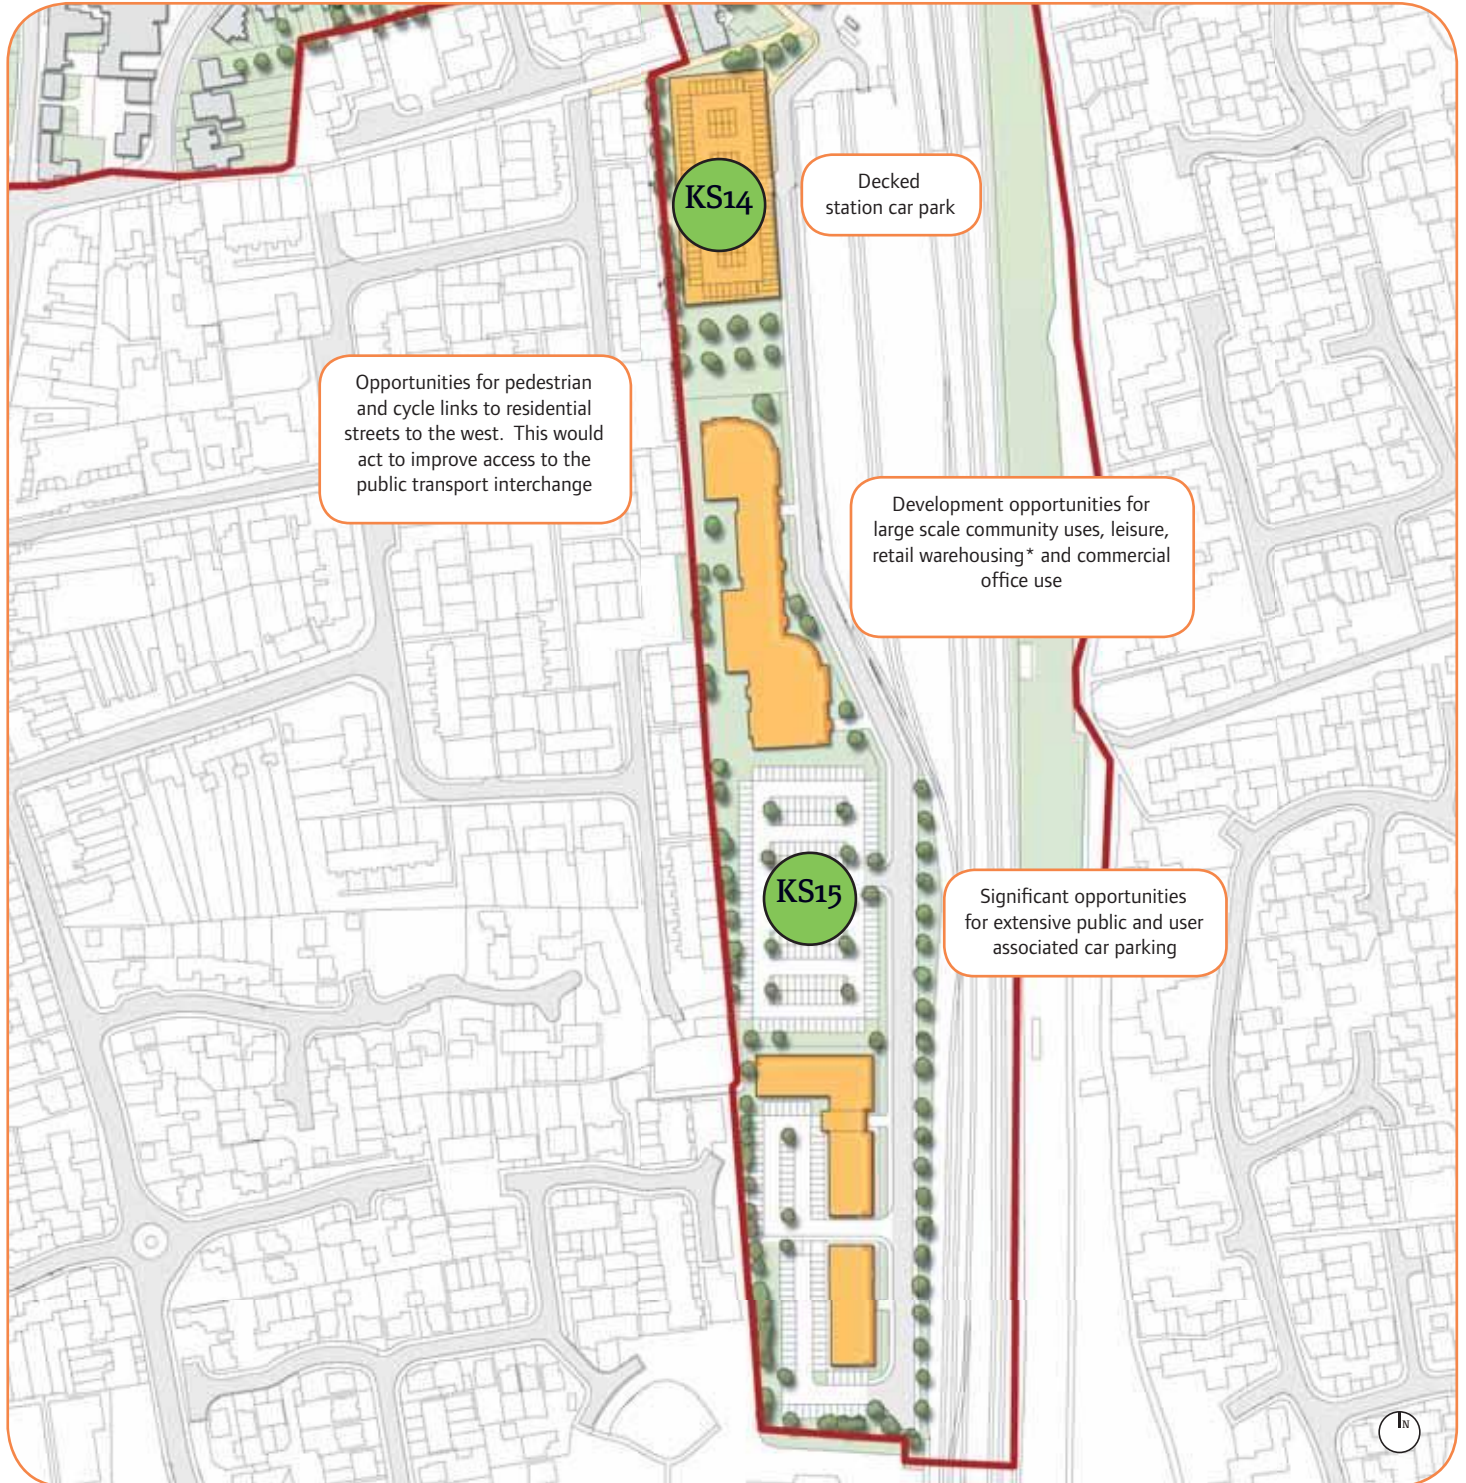 KS14
Decked
station car park
Opportunities for pedestrian
and cycle links to residential
streets to the west. This would
act to improve access to the
public transport interchange
Development opportunities for
large scale community uses, leisure,
retail warehousing* and commercial
office use
KS15
Significant opportunities
for extensive public and user
associated car parking
N